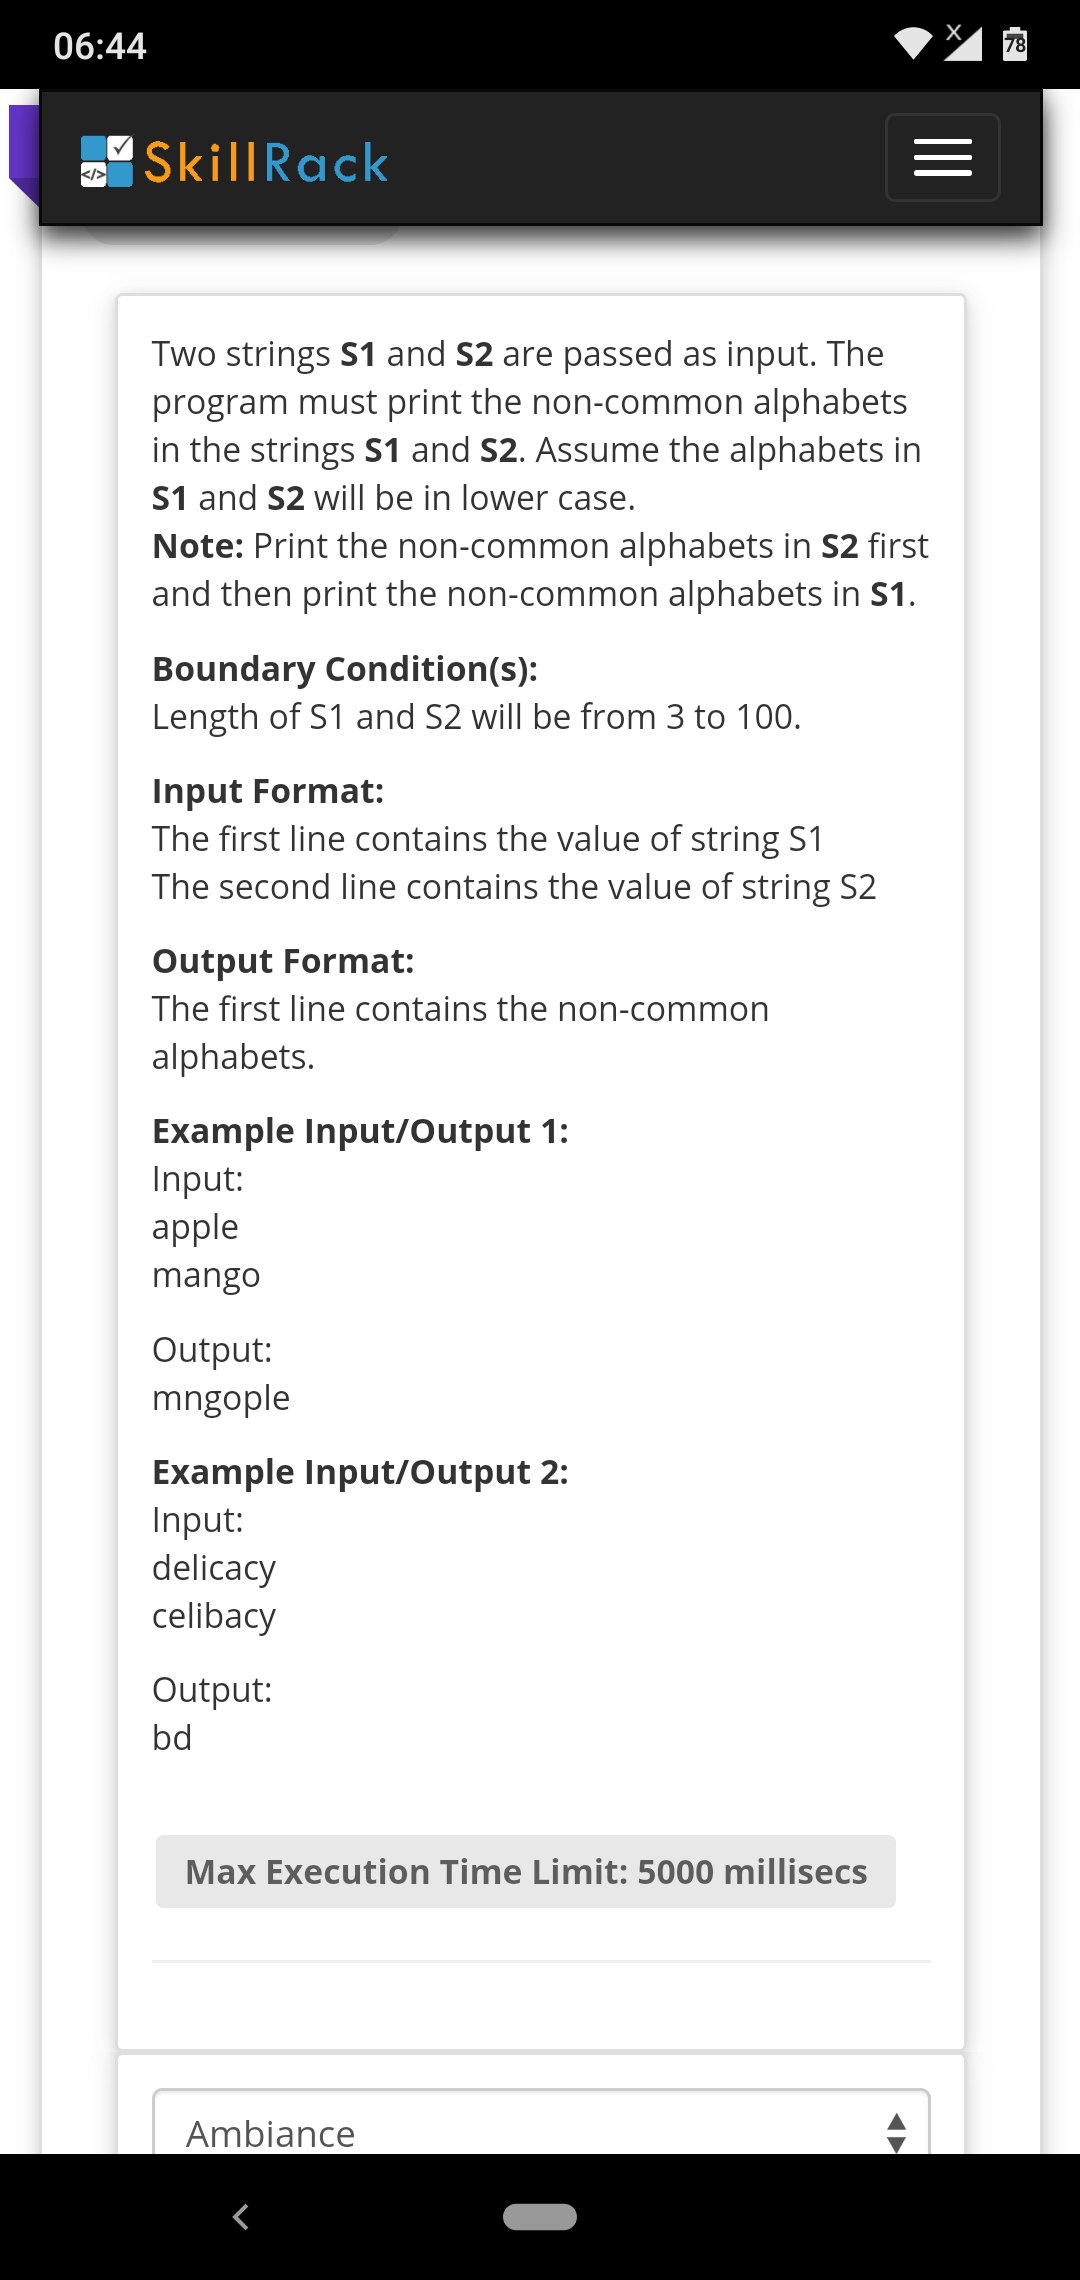 06:44
X
78
</>
SkillRack
Two strings S1 and S2 are passed as input. The
program must print the non-common alphabets
in the strings S1 and S2. Assume the alphabets in
S1 and S2 will be in lower case.
Note: Print the non-common alphabets in S2 first
and then print the non-common alphabets in S1.
Boundary Condition(s):
Length of S1 and S2 will be from 3 to 100.
Input Format:
The first line contains the value of string S1
The second line contains the value of string S2
Output Format:
The first line contains the non-common
alphabets.
Example Input/Output 1:
Input:
apple
mango
Output:
mngople
Example Input/Output 2:
Input:
delicacy
celibacy
Output:
bd
Max Execution Time Limit: 5000 millisecs
Ambiance